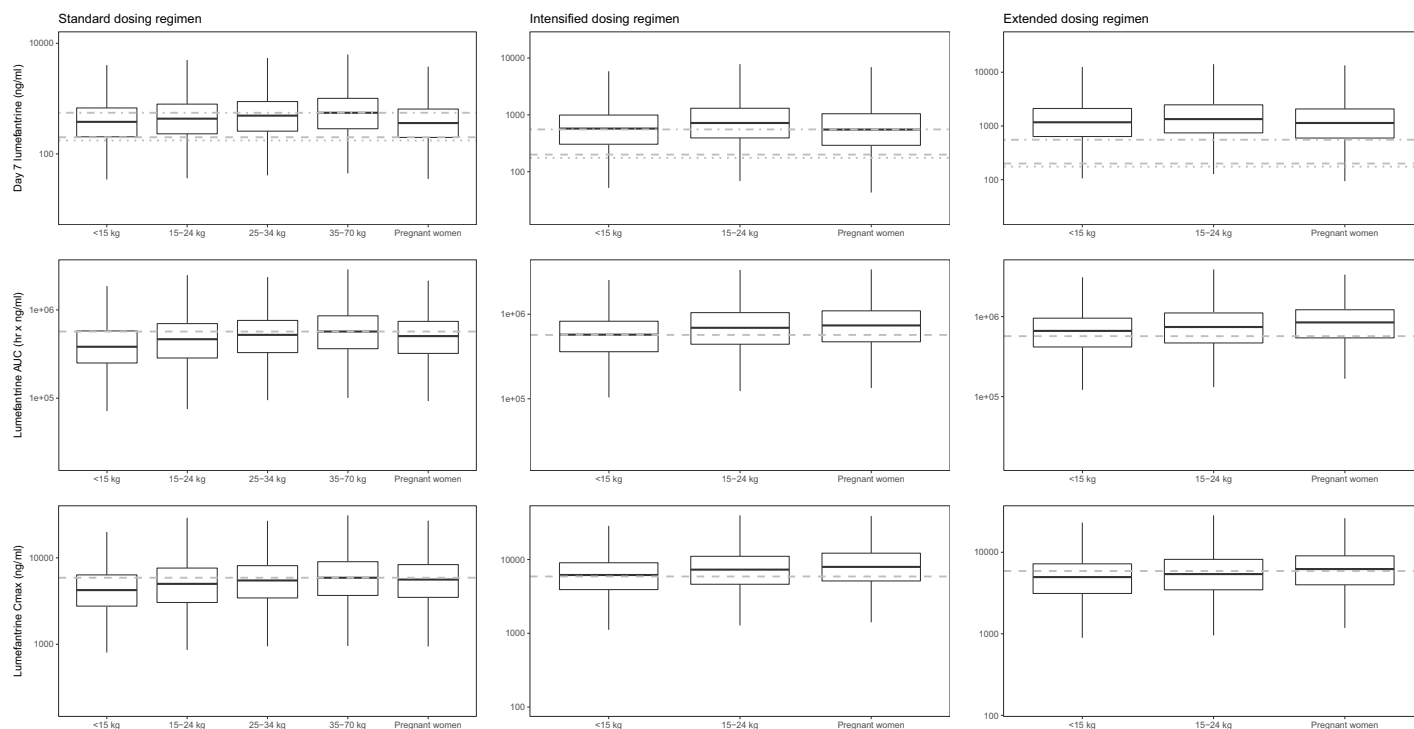 Standard dosing regimen
Intensified dosing regimen
Extended dosing regimen
Day 7 lumefantrine (ng/ml)
10000
100
<15 kg
15−24 kg
25−34 kg
35−70 kg
Pregnant women
10000
1000
100
<15 kg
15−24 kg
Pregnant women
10000
1000
100
<15 kg
15−24 kg
Pregnant women
Lumefantrine AUC (hr x ng/ml)
1e+06
1e+05
<15 kg
15−24 kg
25−34 kg
35−70 kg
Pregnant women
1e+06
1e+05
<15 kg
15−24 kg
Pregnant women
1e+06
1e+05
<15 kg
15−24 kg
Pregnant women
Lumefantrine Cmax (ng/ml)
10000
1000
<15 kg
15−24 kg
25−34 kg
35−70 kg
Pregnant women
10000
1000
100
<15 kg
15−24 kg
Pregnant women
10000
1000
100
<15 kg
15−24 kg
Pregnant women